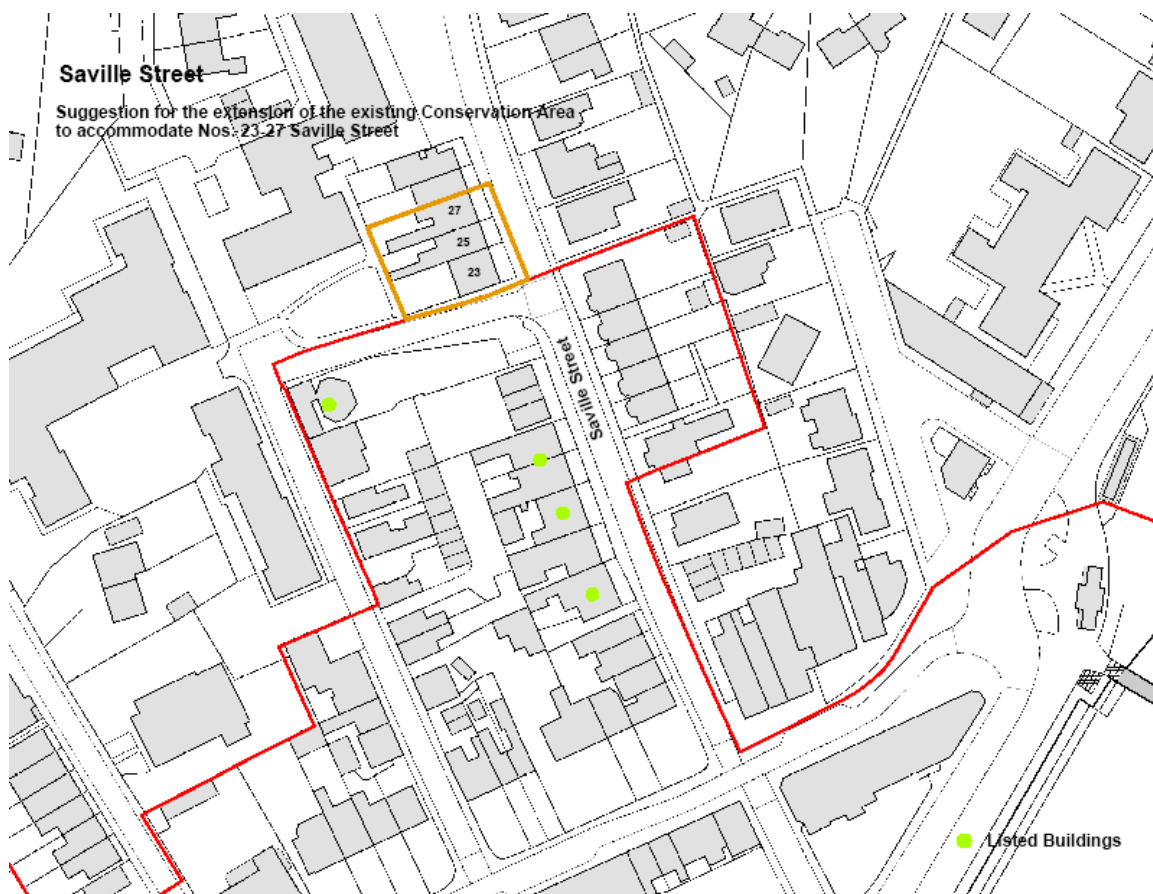 Saville Street
Suggestion for the extension of the existing Conservation Area
to accommodate Nos. 23-27 Saville Street
27
25
23
Saville Street
Listed Buildings